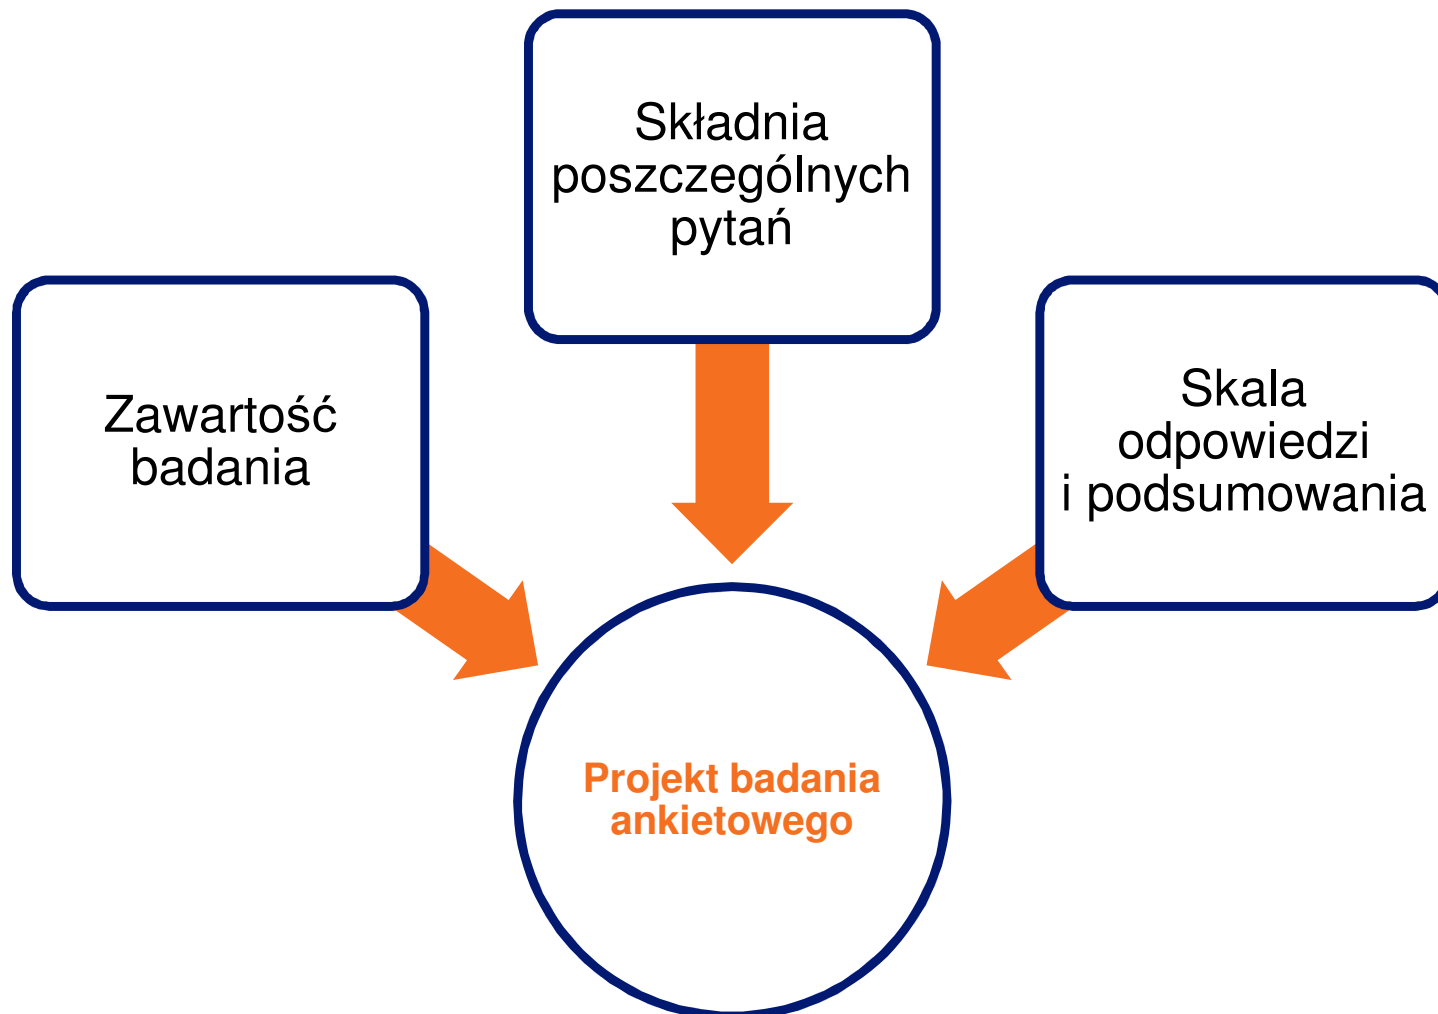 Składnia
poszczególnych
pytań
Zawartość
badania
Skala
odpowiedzi
i podsumowania
Projekt badania
ankietowego